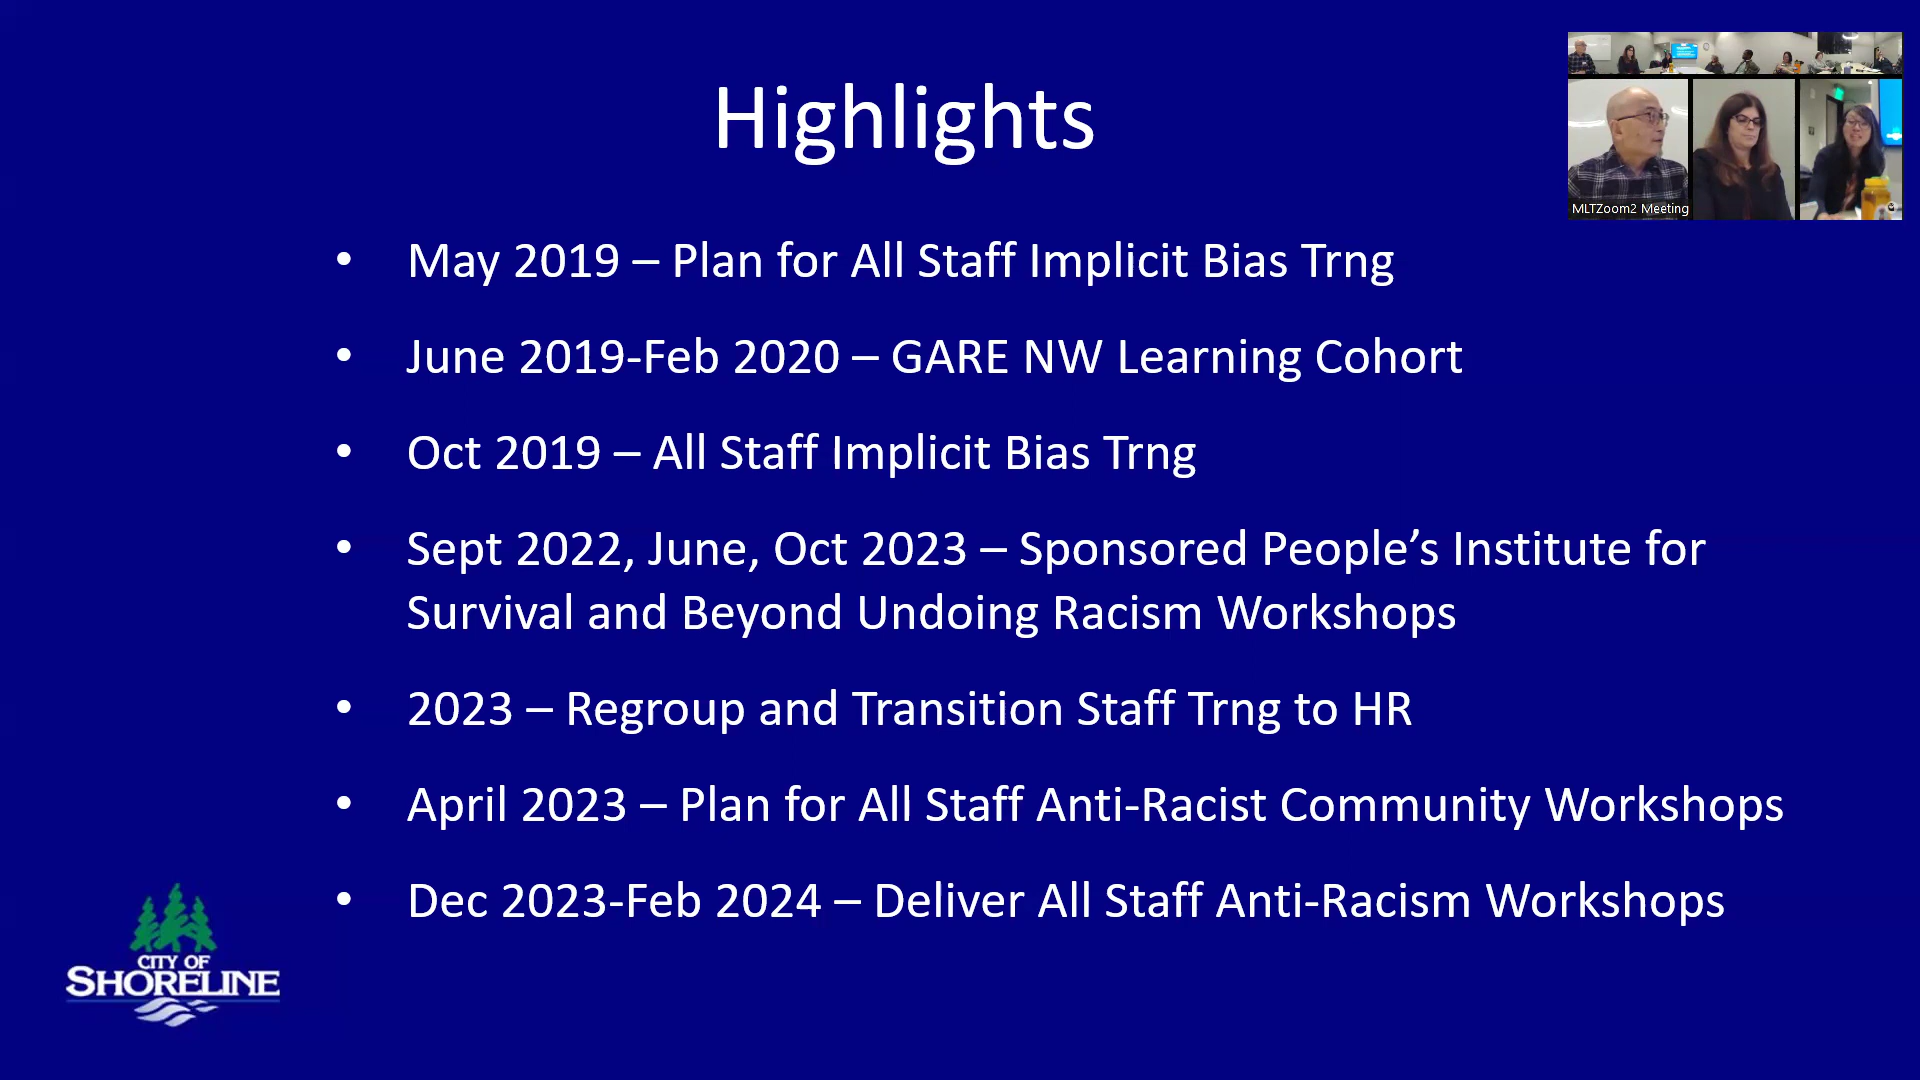 Highlights
MLTZoom2 Meeting
• May 2019 – Plan for All Staff Implicit Bias Trng
• June 2019-Feb 2020 – GARE NW Learning Cohort
• Oct 2019 – All Staff Implicit Bias Trng
• Sept 2022, June, Oct 2023 – Sponsored People’s Institute for
Survival and Beyond Undoing Racism Workshops
• 2023 – Regroup and Transition Staff Trng to HR
• April 2023 – Plan for All Staff Anti-Racist Community Workshops
• Dec 2023-Feb 2024 – Deliver All Staff Anti-Racism Workshops
CITY OF
SHORELINE